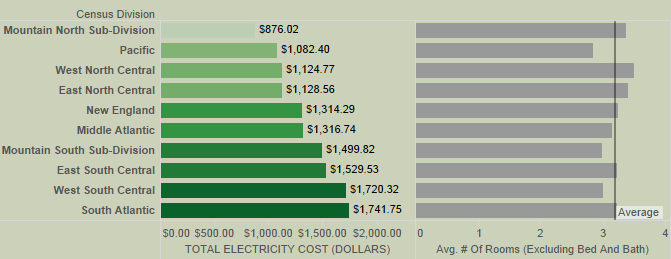 Census Division
Mountain North Sub-Division $876.02
Pacific $1,082.40
West North Central $1,124.77
East North Central $1,128.56
New England $1,314.29
Middle Atlantic $1,316.74
Mountain South Sub-Division $1,499.82
East South Central $1,529.53
West South Central $1,720.32
South Atlantic $1,741.75
Average
$0.00 $500.00 $1,000.00 $1,500.00 $2,000.00 0 1 2 3 4
TOTAL ELECTRICITY COST (DOLLARS) Avg. # Of Rooms (Excluding Bed And Bath)